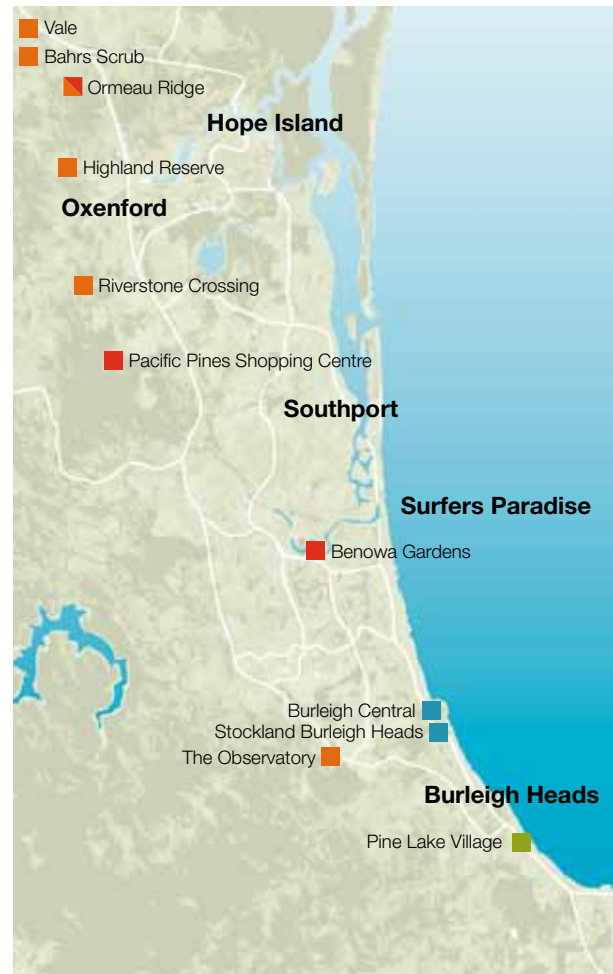 Vale
Bahrs Scrub
Ormeau Ridge
Hope Island
Highland Reserve
Oxenford
Riverstone Crossing
Pacific Pines Shopping Centre
Southport
Surfers Paradise
Benowa Gardens
Burleigh Central
Stockland Burleigh Heads
The Observatory
Burleigh Heads
Pine Lake Village